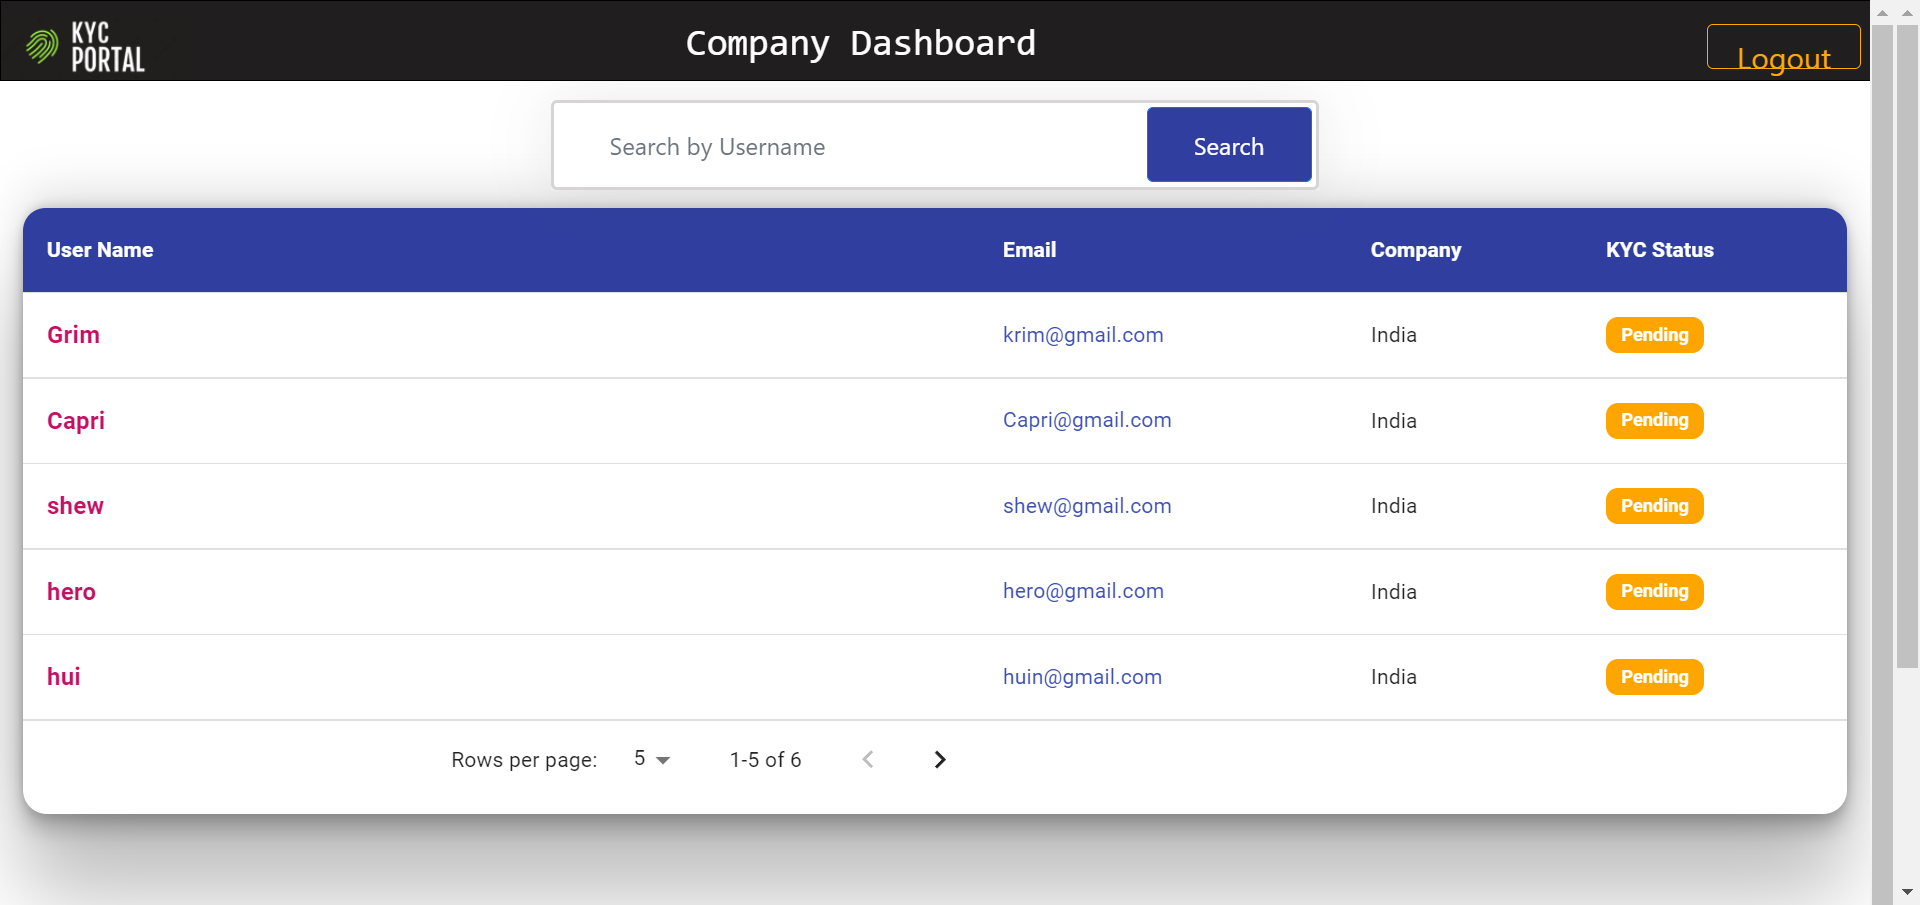 KYC
PORTAL
Company Dashboard
Logout
Search by Username
Search
User Name Email Company KYC Status
Grim krim@gmail.com India Pending
Capri Capri@gmail.com India Pending
shew shew@gmail.com India Pending
hero hero@gmail.com India Pending
hui huin@gmail.com India Pending
Rows per page: 5 1-5 of 6